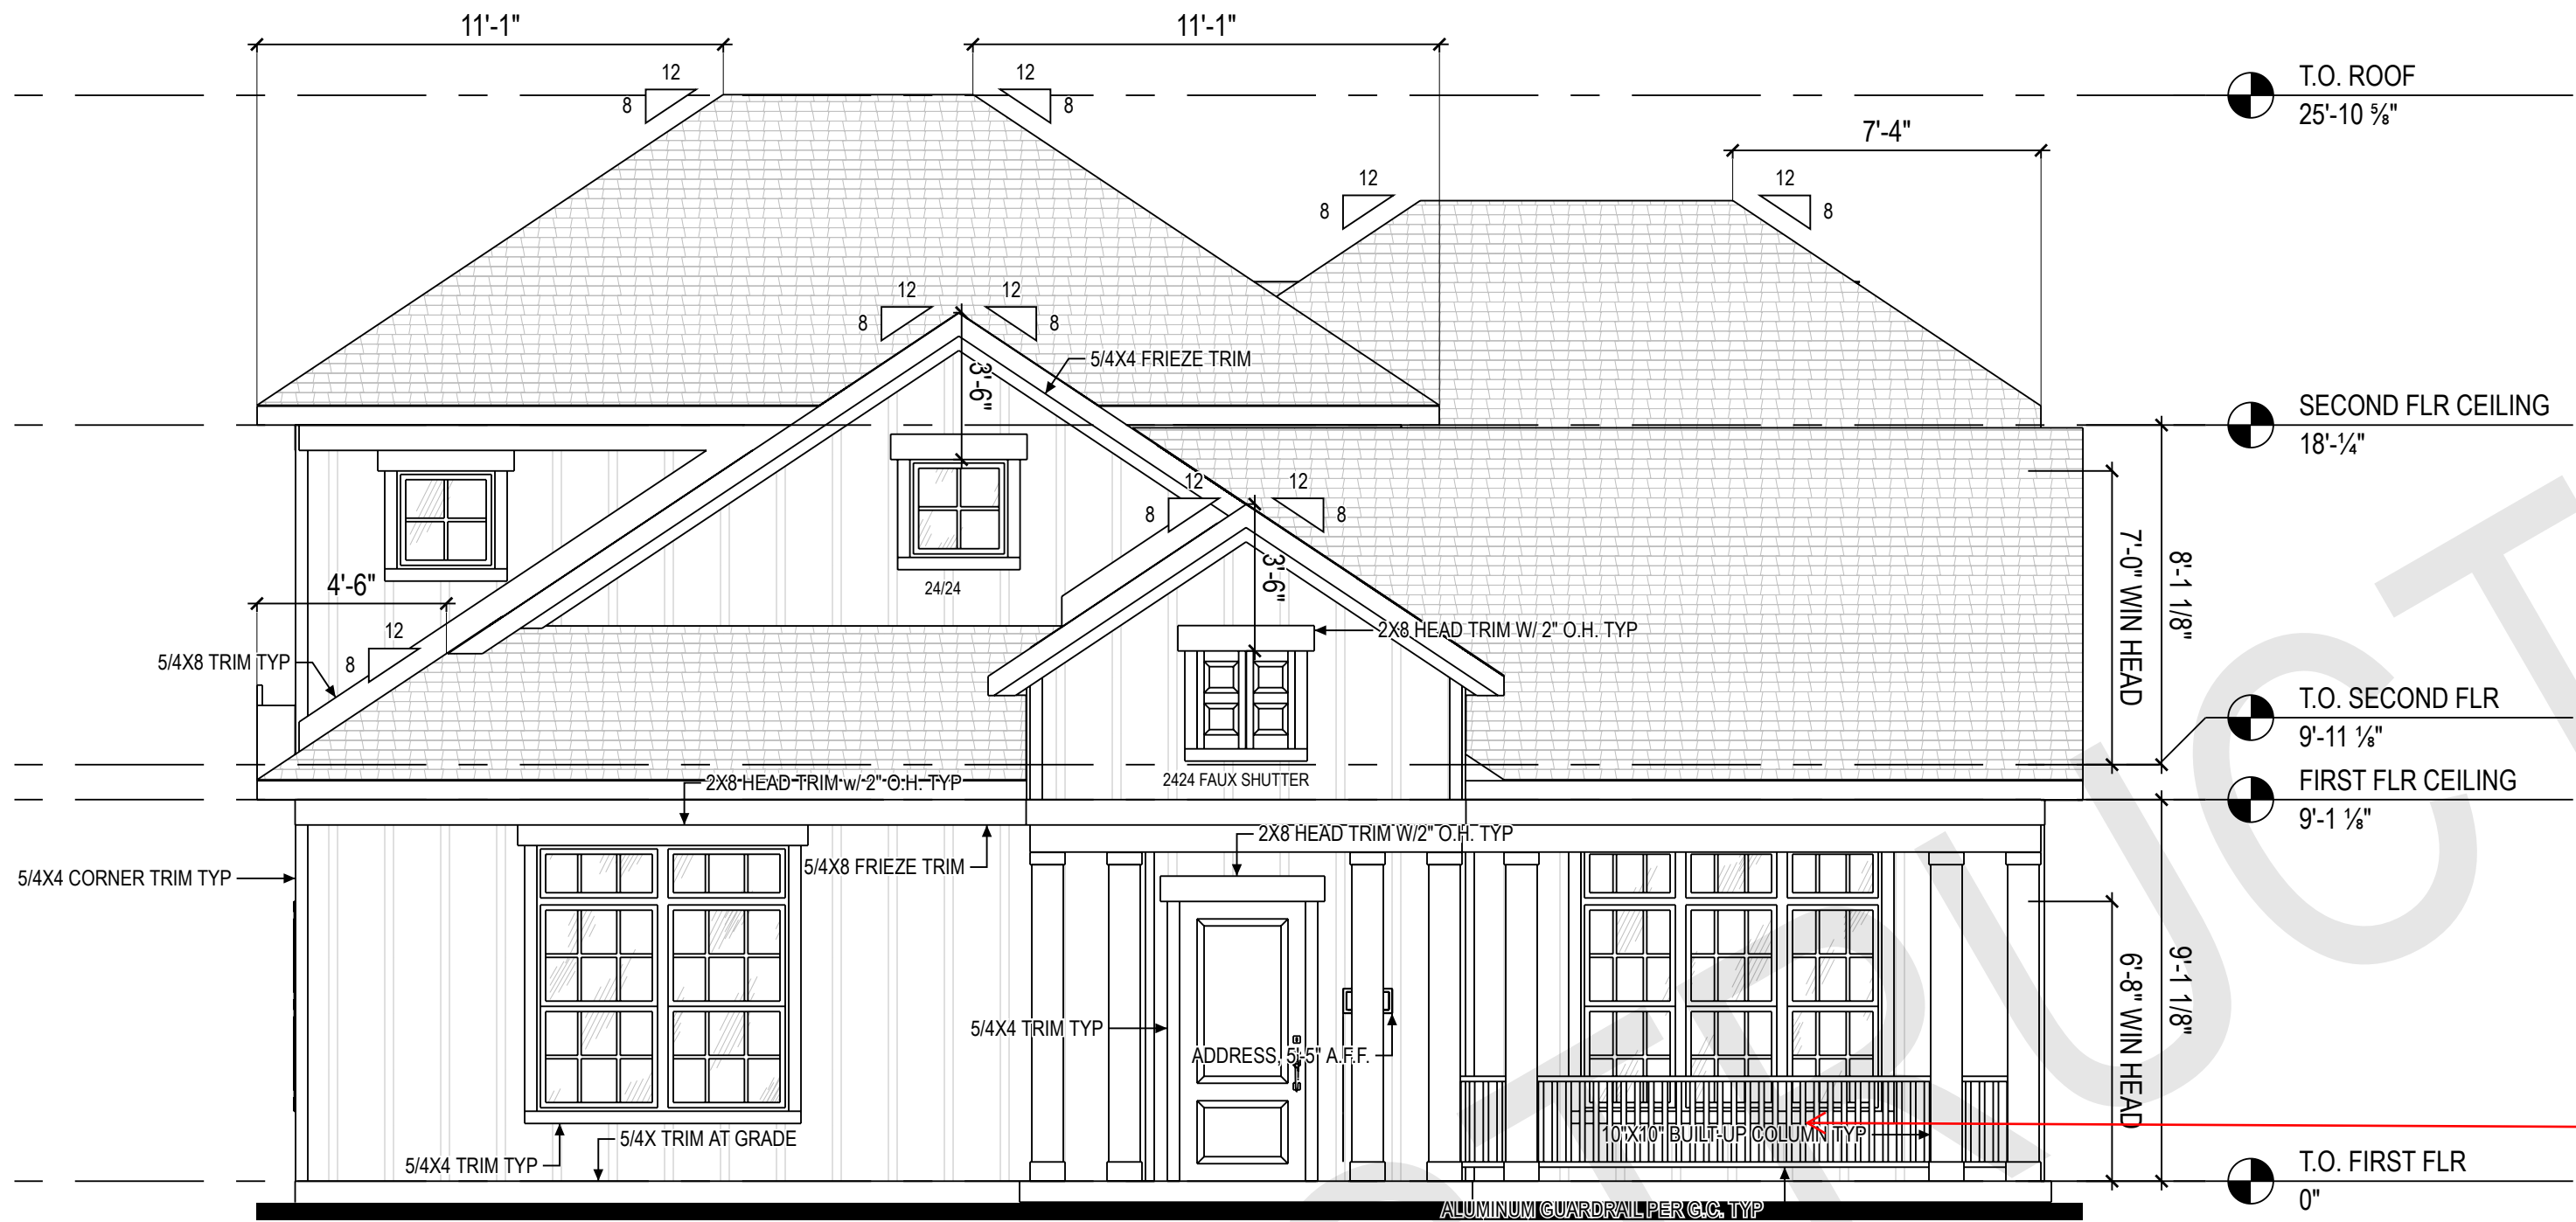 11'-1"
11'-1"
12
8
12
8
T.O. ROOF
25'-10 ⅝"
7'-4"
12
8
12
8
12
8
12
8
5/4X4 FRIEZE TRIM
3'-6"
SECOND FLR CEILING
18'-¼"
12
8
12
8
24/24
3'-6"
4'-6"
12
8
5/4X8 TRIM TYP
2X8 HEAD TRIM W/ 2" O.H. TYP
7'-0" WIN HEAD
8'-1 1/8"
T.O. SECOND FLR
9'-11 ⅛"
2X8 HEAD TRIM w/ 2" O.H. TYP
2424 FAUX SHUTTER
FIRST FLR CEILING
9'-1 ⅛"
2X8 HEAD TRIM W/2" O.H. TYP
5/4X8 FRIEZE TRIM
5/4X4 CORNER TRIM TYP
5/4X4 TRIM TYP
ADDRESS, 5'-5" A.F.F.
6'-8" WIN HEAD
9'-1 1/8"
10"X10" BUILT-UP COLUMN TYP
5/4X TRIM AT GRADE
5/4X4 TRIM TYP
T.O. FIRST FLR
0"
ALUMINUM GUARDRAIL PER G.C. TYP
TRUCT